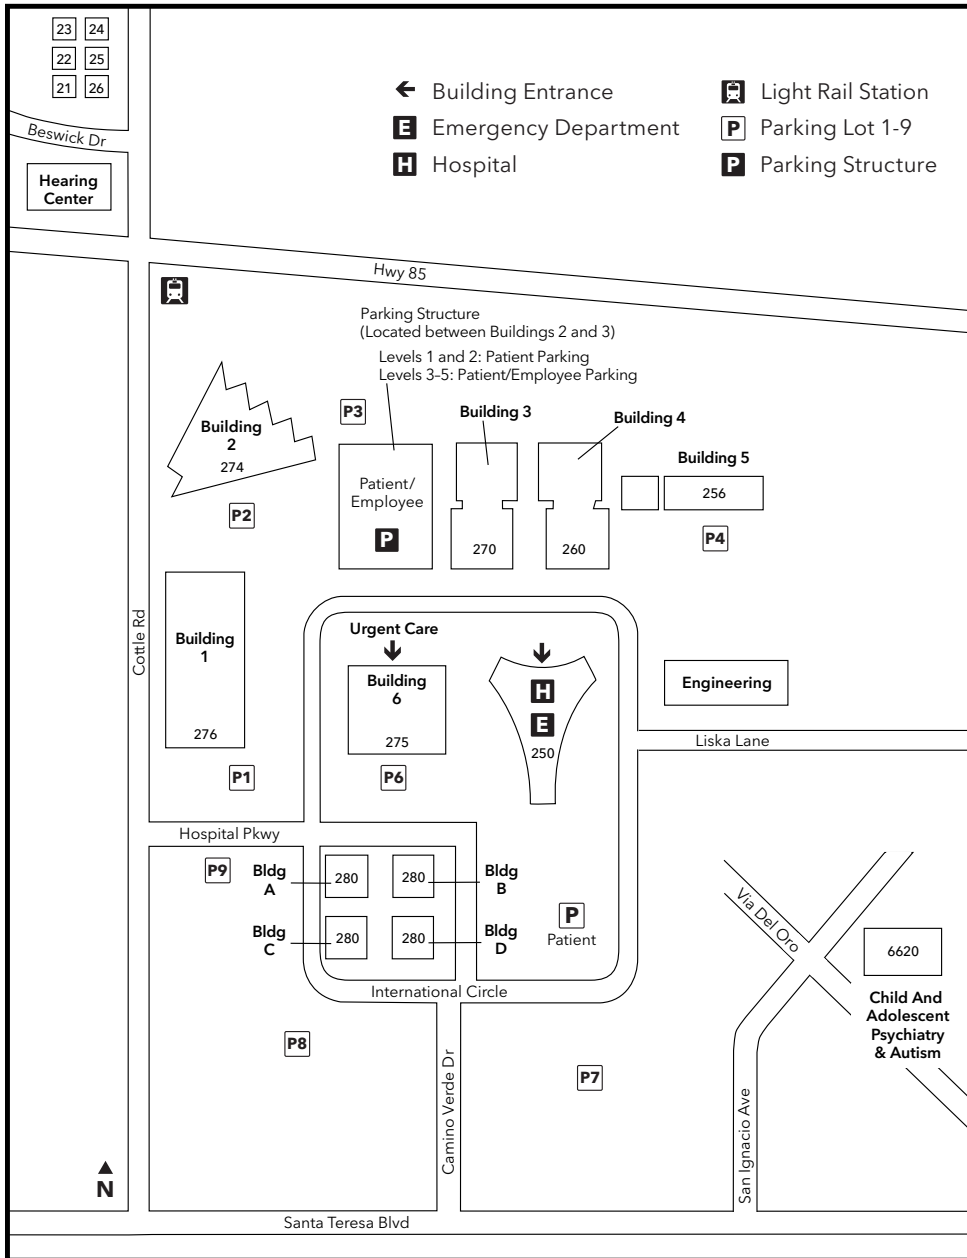 23 24
22 25
21 26
Beswick Dr
Hearing
Center
Building Entrance
E Emergency Department
H Hospital
Light Rail Station
P Parking Lot 1-9
P Parking Structure
Hwy 85
Parking Structure
(Located between Buildings 2 and 3)
Levels 1 and 2: Patient Parking
Levels 3–5: Patient/Employee Parking
P3
Building 3
Building 4
Building
2
274
Building 5
256
Patient/
Employee
P
P2
270
260
P4
Cottle Rd
Building
1
276
Urgent Care
Building
6
275
H
E
250
Engineering
Liska Lane
P1
P6
Hospital Pkwy
P9
Bldg
A
280
280
Bldg
B
Bldg
C
280
280
Bldg
D
P
Patient
International Circle
Via Del Oro
6620
Child And
Adolescent
Psychiatry
& Autism
P8
P7
Camino Verde Dr
San Ignacio Ave
N
Santa Teresa Blvd